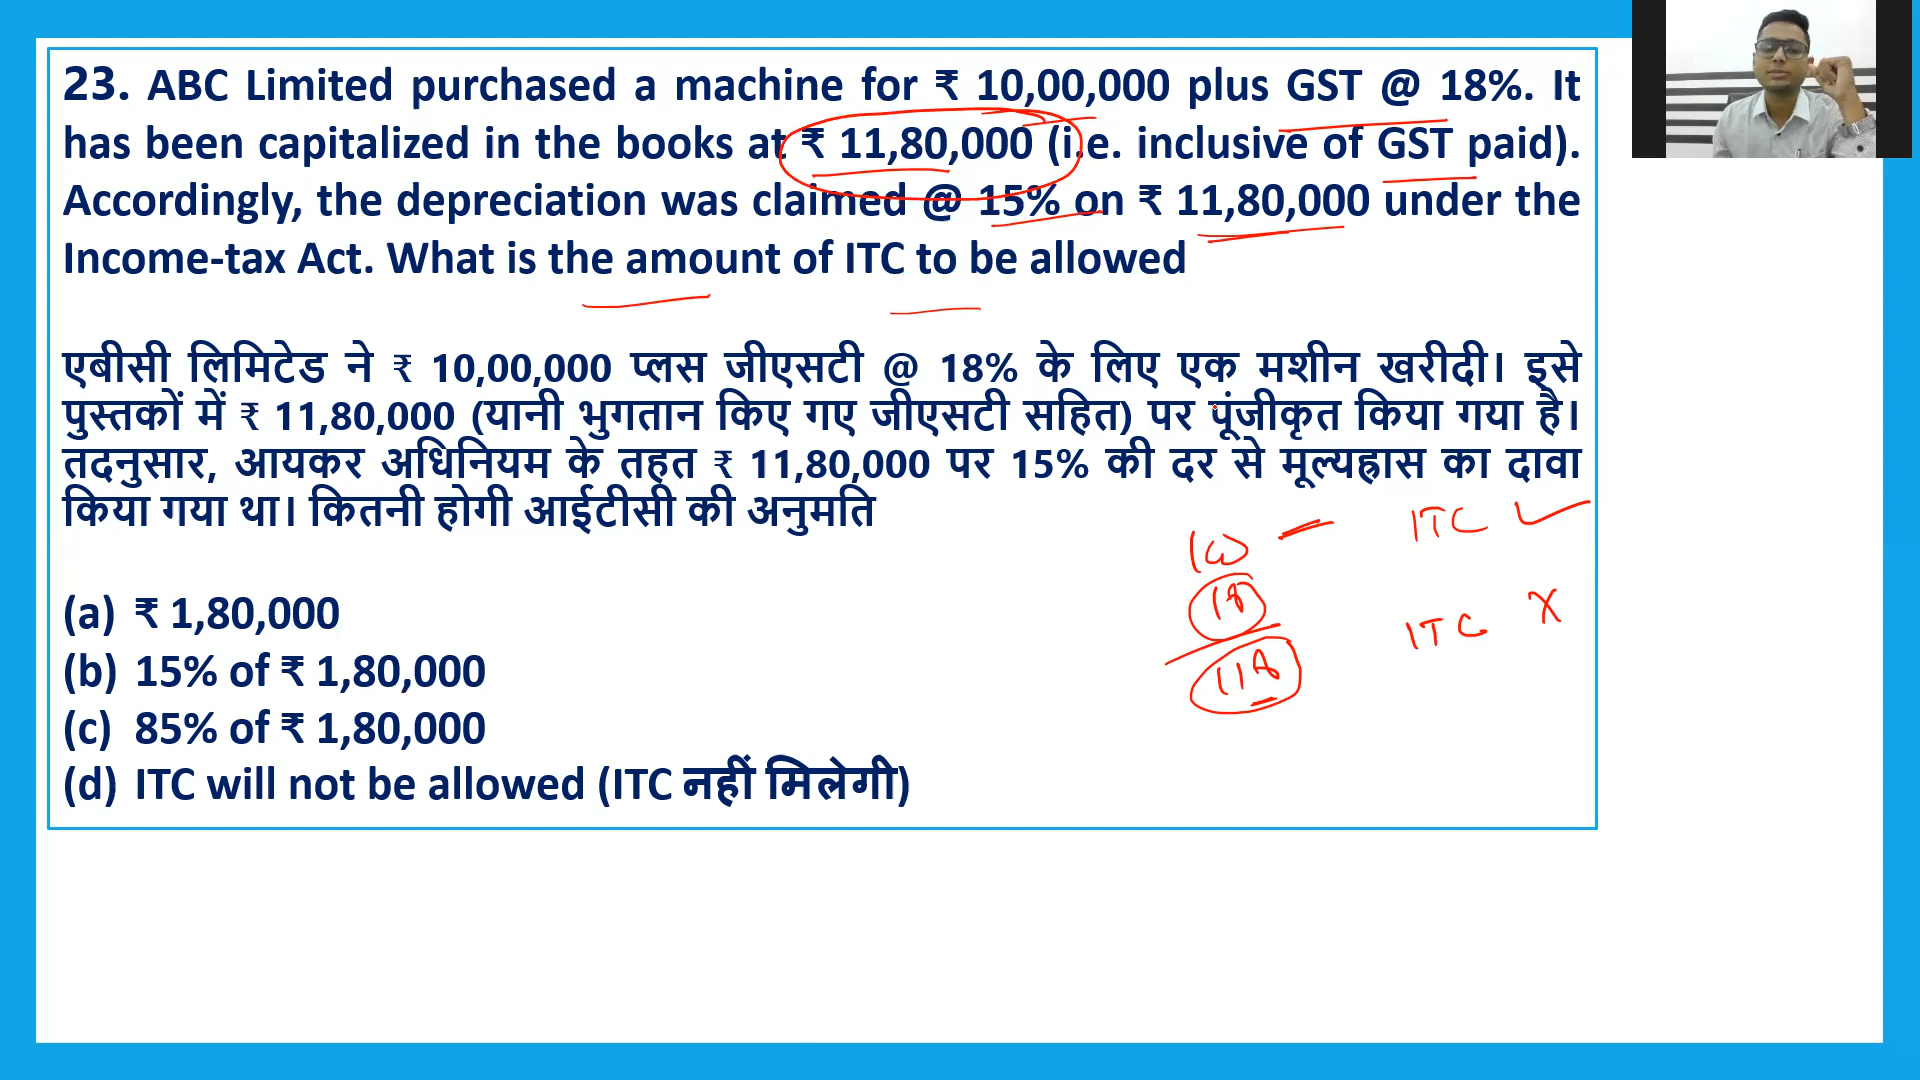 23. ABC Limited purchased a machine for ₹ 10,00,000 plus GST @ 18%. It
has been capitalized in the books at ₹ 11,80,000 (i.e. inclusive of GST paid).
Accordingly, the depreciation was claimed @ 15% on ₹ 11,80,000 under the
Income-tax Act. What is the amount of ITC to be allowed
एबीसी लिमिटेड ने ₹ 10,00,000 प्लस जीएसटी @ 18% के लिए एक मशीन खरीदी। इसे
पुस्तकों में ₹ 11,80,000 (यानी भुगतान किए गए जीएसटी सहित) पर पूंजीकृत किया गया है।
तदनुसार, आयकर अधिनियम के तहत ₹ 11,80,000 पर 15% की दर से मूल्यह्रास का दावा
किया गया था। कितनी होगी आईटीसी की अनुमति
100 — ITC ✓
18
ITC X
118
(a) ₹ 1,80,000
(b) 15% of ₹ 1,80,000
(c) 85% of ₹ 1,80,000
(d) ITC will not be allowed (ITC नहीं मिलेगी)